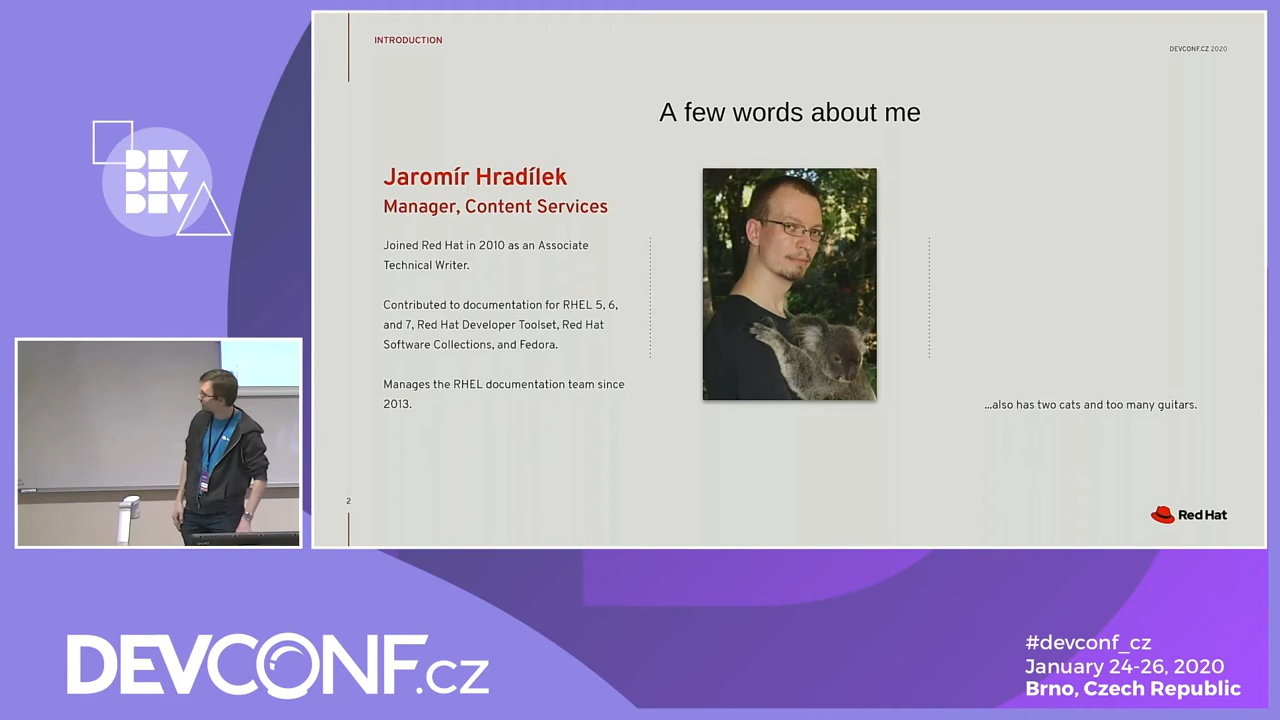 INTRODUCTION
DEVCONF.CZ 2020
A few words about me
Jaromír Hradílek
Manager, Content Services
Joined Red Hat in 2010 as an Associate
Technical Writer.
Contributed to documentation for RHEL 5, 6,
and 7, Red Hat Developer Toolset, Red Hat
Software Collections, and Fedora.
Manages the RHEL documentation team since
2013.
...also has two cats and too many guitars.
2
Red Hat
DEV
DEV
DEV
DEVCONF.cz
#devconf_cz
January 24-26, 2020
Brno, Czech Republic